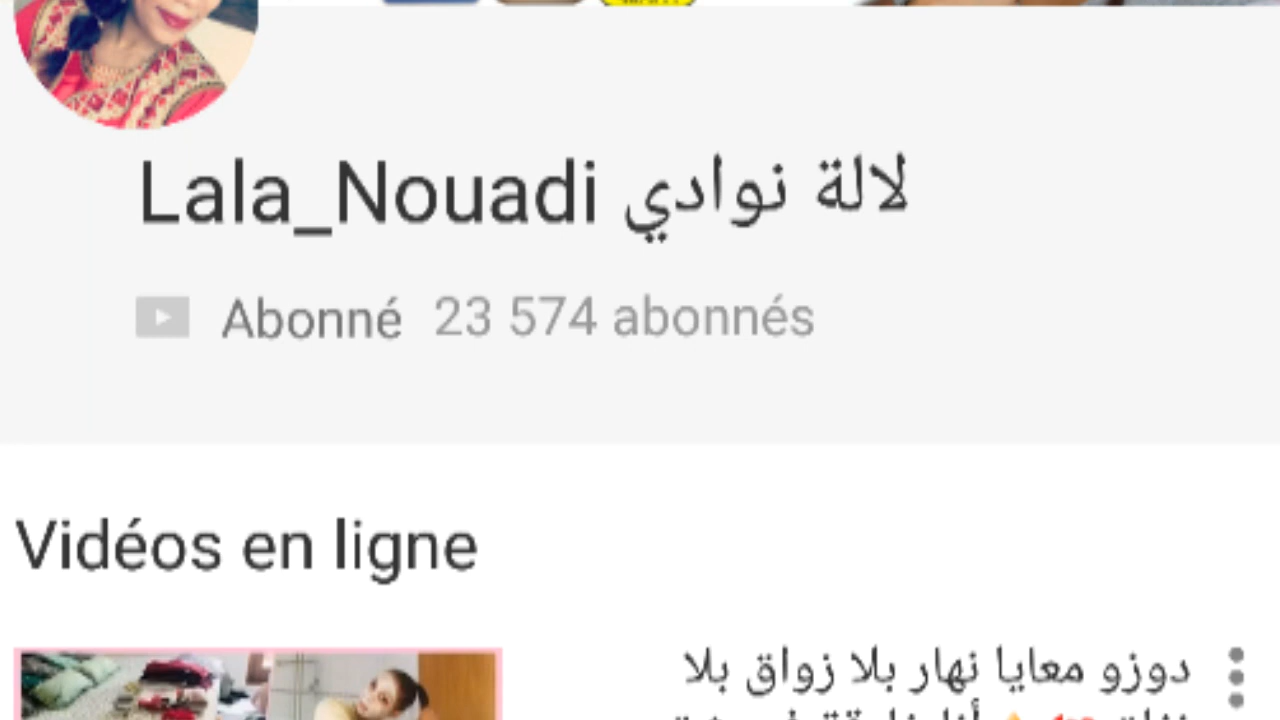 Lala_Nouadi لالة نوادي
Abonné 23 574 abonnés
Vidéos en ligne
دوزو معايا نهار بلا زواق بلا